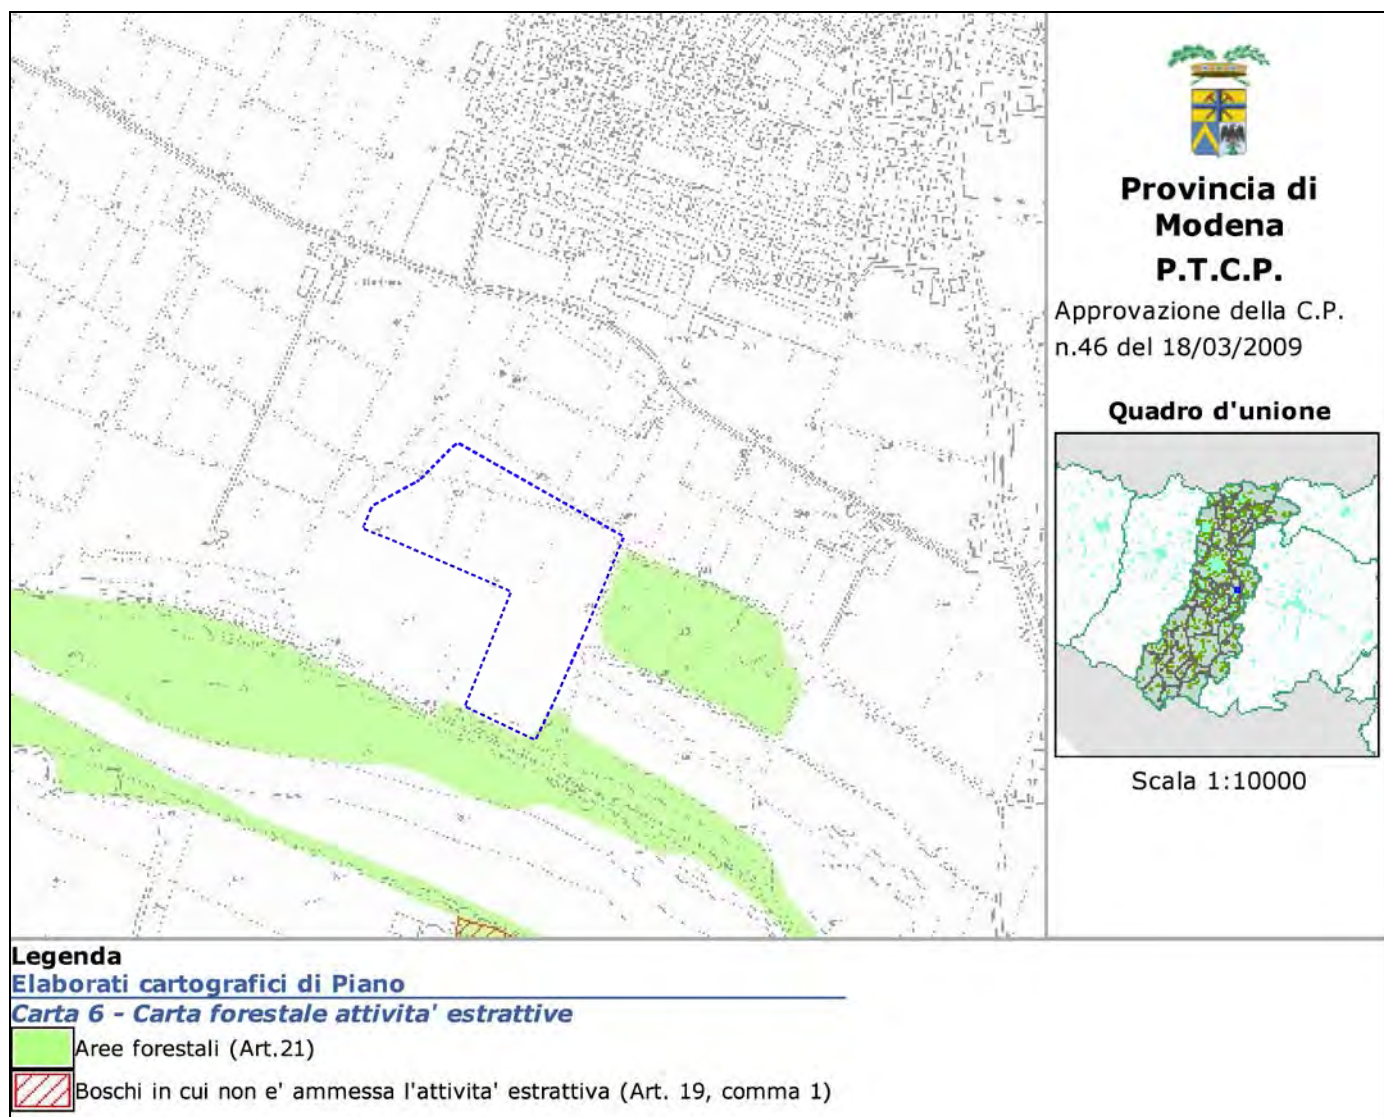 Provincia di
Modena
P.T.C.P.
Approvazione della C.P.
n.46 del 18/03/2009
Quadro d'unione
Scala 1:10000
Legenda
Elaborati cartografici di Piano
Carta 6 - Carta forestale attivita' estrattive
Aree forestali (Art.21)
Boschi in cui non e' ammessa l'attivita' estrattiva (Art. 19, comma 1)